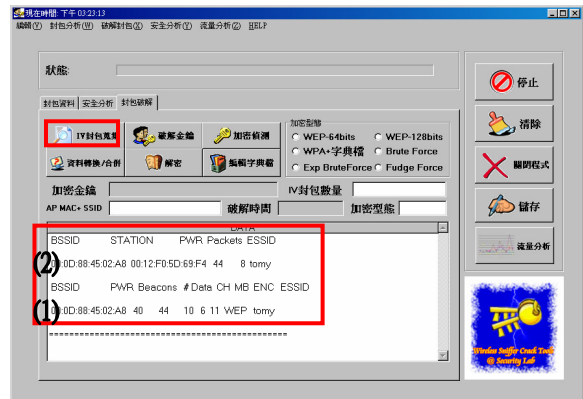 現在時間: 下午 03:23:13
編輯(Y) 封包分析(W) 破解封包(X) 安全分析(Y) 流量分析(Z) HELP
狀態:
停止
封包資料 安全分析 封包破解
加密型態
IV封包蒐集 破解金鑰 加密偵測
WEP-64bits WEP-128bits
清除
WPA+字典檔 Brute Force
資料轉換/合併 解密 編輯字典檔
Exp BruteForce Fudge Force
關閉程式
加密金鑰 IV封包數量
AP MAC+ SSID 破解時間 加密型態
儲存
DATA
BSSID STATION PWR Packets ESSID
流量分析
(2)
00:0D:88:45:02:A8 00:12:F0:5D:69:F4 44 8 tomy
BSSID PWR Beacons # Data CH MB ENC ESSID
(1)
00:0D:88:45:02:A8 40 44 10 6 11 WEP tomy
==============================================
Wireless Sniffer Crack Tools
@ Security Lab